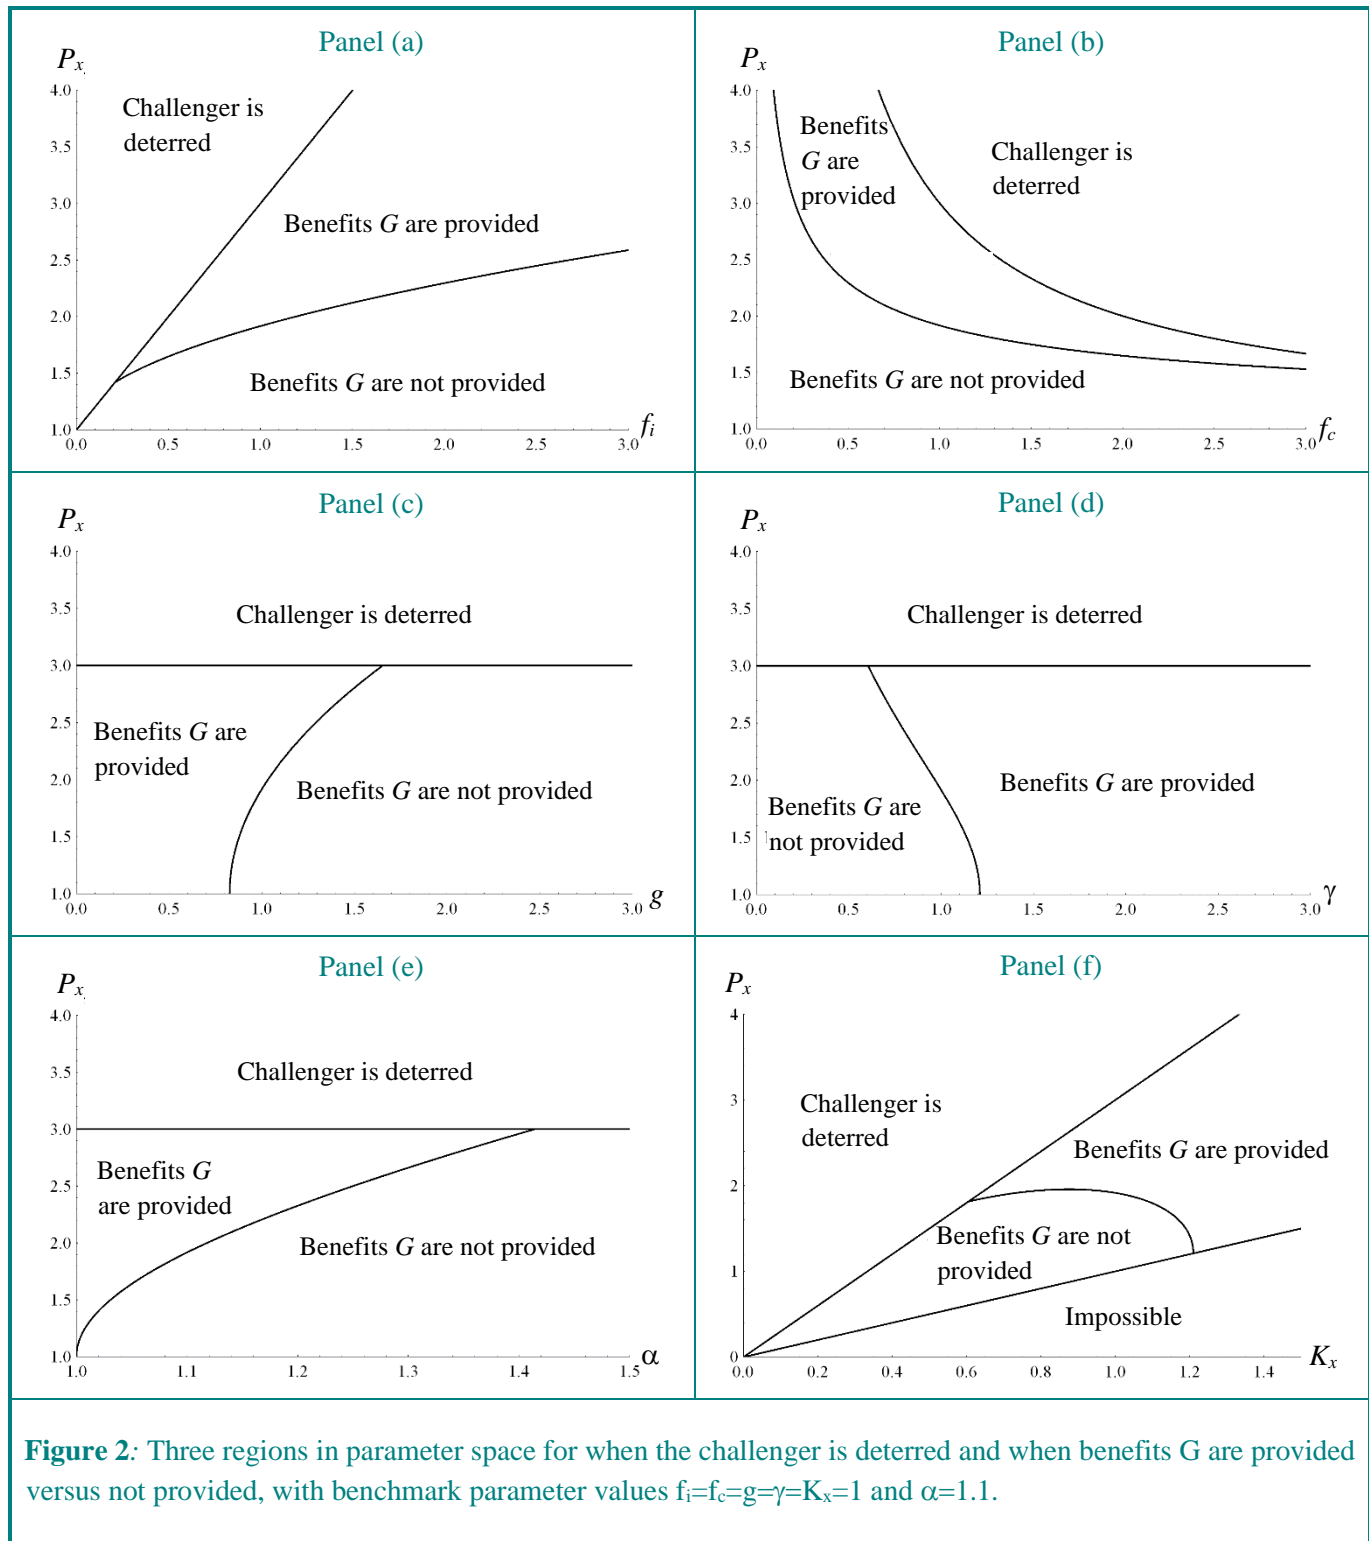 Panel (a)
Pₓ
4.0
Challenger is
deterred
3.5
3.0
Benefits G are provided
2.5
2.0
1.5
Benefits G are not provided
1.0
0.0 0.5 1.0 1.5 2.0 2.5 3.0 fᵢ
Panel (b)
Pₓ
4.0
Benefits
G are
provided
Challenger is
deterred
3.5
3.0
2.5
2.0
1.5
Benefits G are not provided
1.0
0.0 0.5 1.0 1.5 2.0 2.5 3.0 f_c
Panel (c)
Pₓ
4.0
3.5
Challenger is deterred
3.0
2.5
Benefits G are
provided
2.0
Benefits G are not provided
1.5
1.0
0.0 0.5 1.0 1.5 2.0 2.5 3.0 g
Panel (d)
Pₓ
4.0
3.5
Challenger is deterred
3.0
2.5
2.0
Benefits G are provided
Benefits G are
not provided
1.5
1.0
0.0 0.5 1.0 1.5 2.0 2.5 3.0 γ
Panel (e)
Pₓ
4.0
3.5
Challenger is deterred
3.0
Benefits G
are provided
2.5
2.0
Benefits G are not provided
1.5
1.0
1.0 1.1 1.2 1.3 1.4 1.5 α
Panel (f)
Pₓ
4
3
Challenger is
deterred
Benefits G are provided
2
Benefits G are not
provided
1
Impossible
0
0.0 0.2 0.4 0.6 0.8 1.0 1.2 1.4 Kₓ
Figure 2: Three regions in parameter space for when the challenger is deterred and when benefits G are provided
versus not provided, with benchmark parameter values fᵢ=f_c=g=γ=Kₓ=1 and α=1.1.